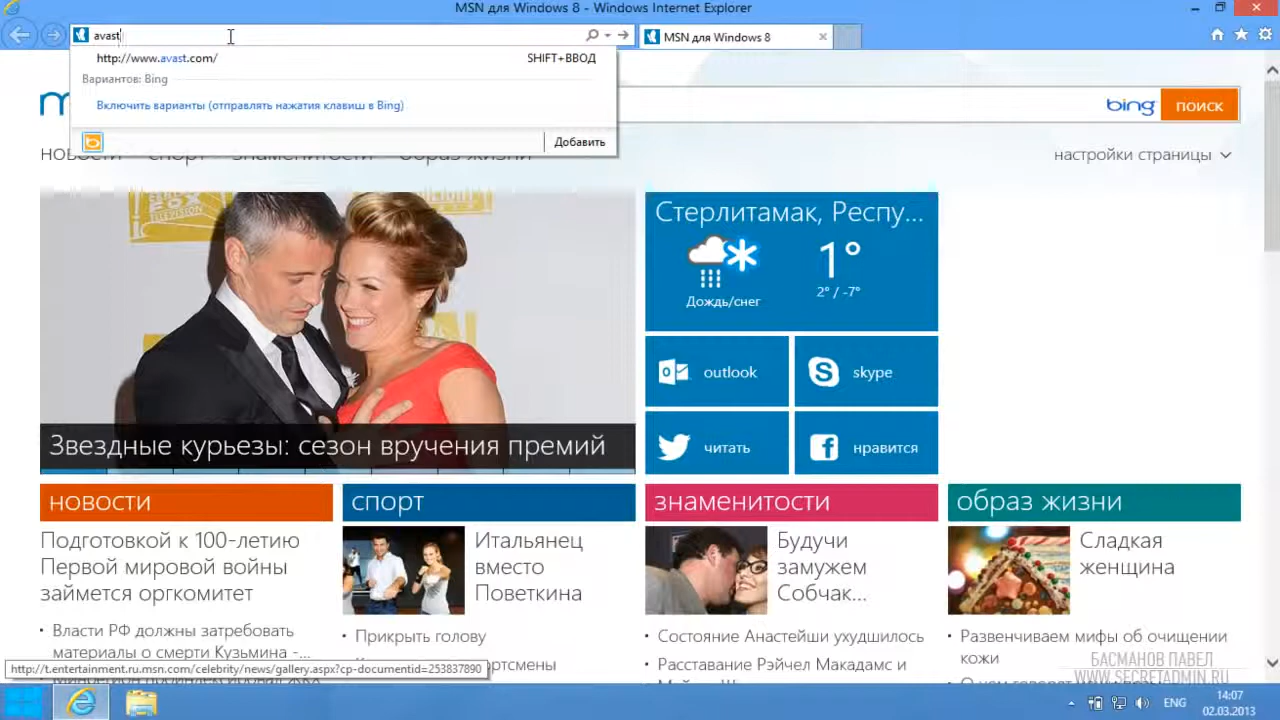 MSN для Windows 8 - Windows Internet Explorer
avast
MSN для Windows 8
http://www.avast.com/ SHIFT+ВВОД
Вариантов: Bing
Включить варианты (отправлять нажатия клавиш в Bing)
bing поиск
Добавить
новости спорт знаменитости образ жизни
настройки страницы
Стерлитамак, Респу...
1°
2° / -7°
Дождь/снег
outlook
skype
читать
нравится
Звездные курьезы: сезон вручения премий
новости
спорт
знаменитости
образ жизни
Подготовкой к 100-летию
Первой мировой войны
займется оргкомитет
Итальянец
вместо
Поветкина
Будучи
замужем
Собчак...
Сладкая
женщина
Власти РФ должны затребовать
материалы о смерти Кузьмина -...
Прикрыть голову
Состояние Анастейши ухудшилось
Расставание Рэйчел Макадамс и
Развенчиваем мифы об очищении
кожи
http://t.entertainment.ru.msn.com/celebrity/news/gallery.aspx?cp-documentid=253837890
БАСМАНОВ ПАВЕЛ
WWW.SECRETADMIN.RU
ENG
14:07
02.03.2013